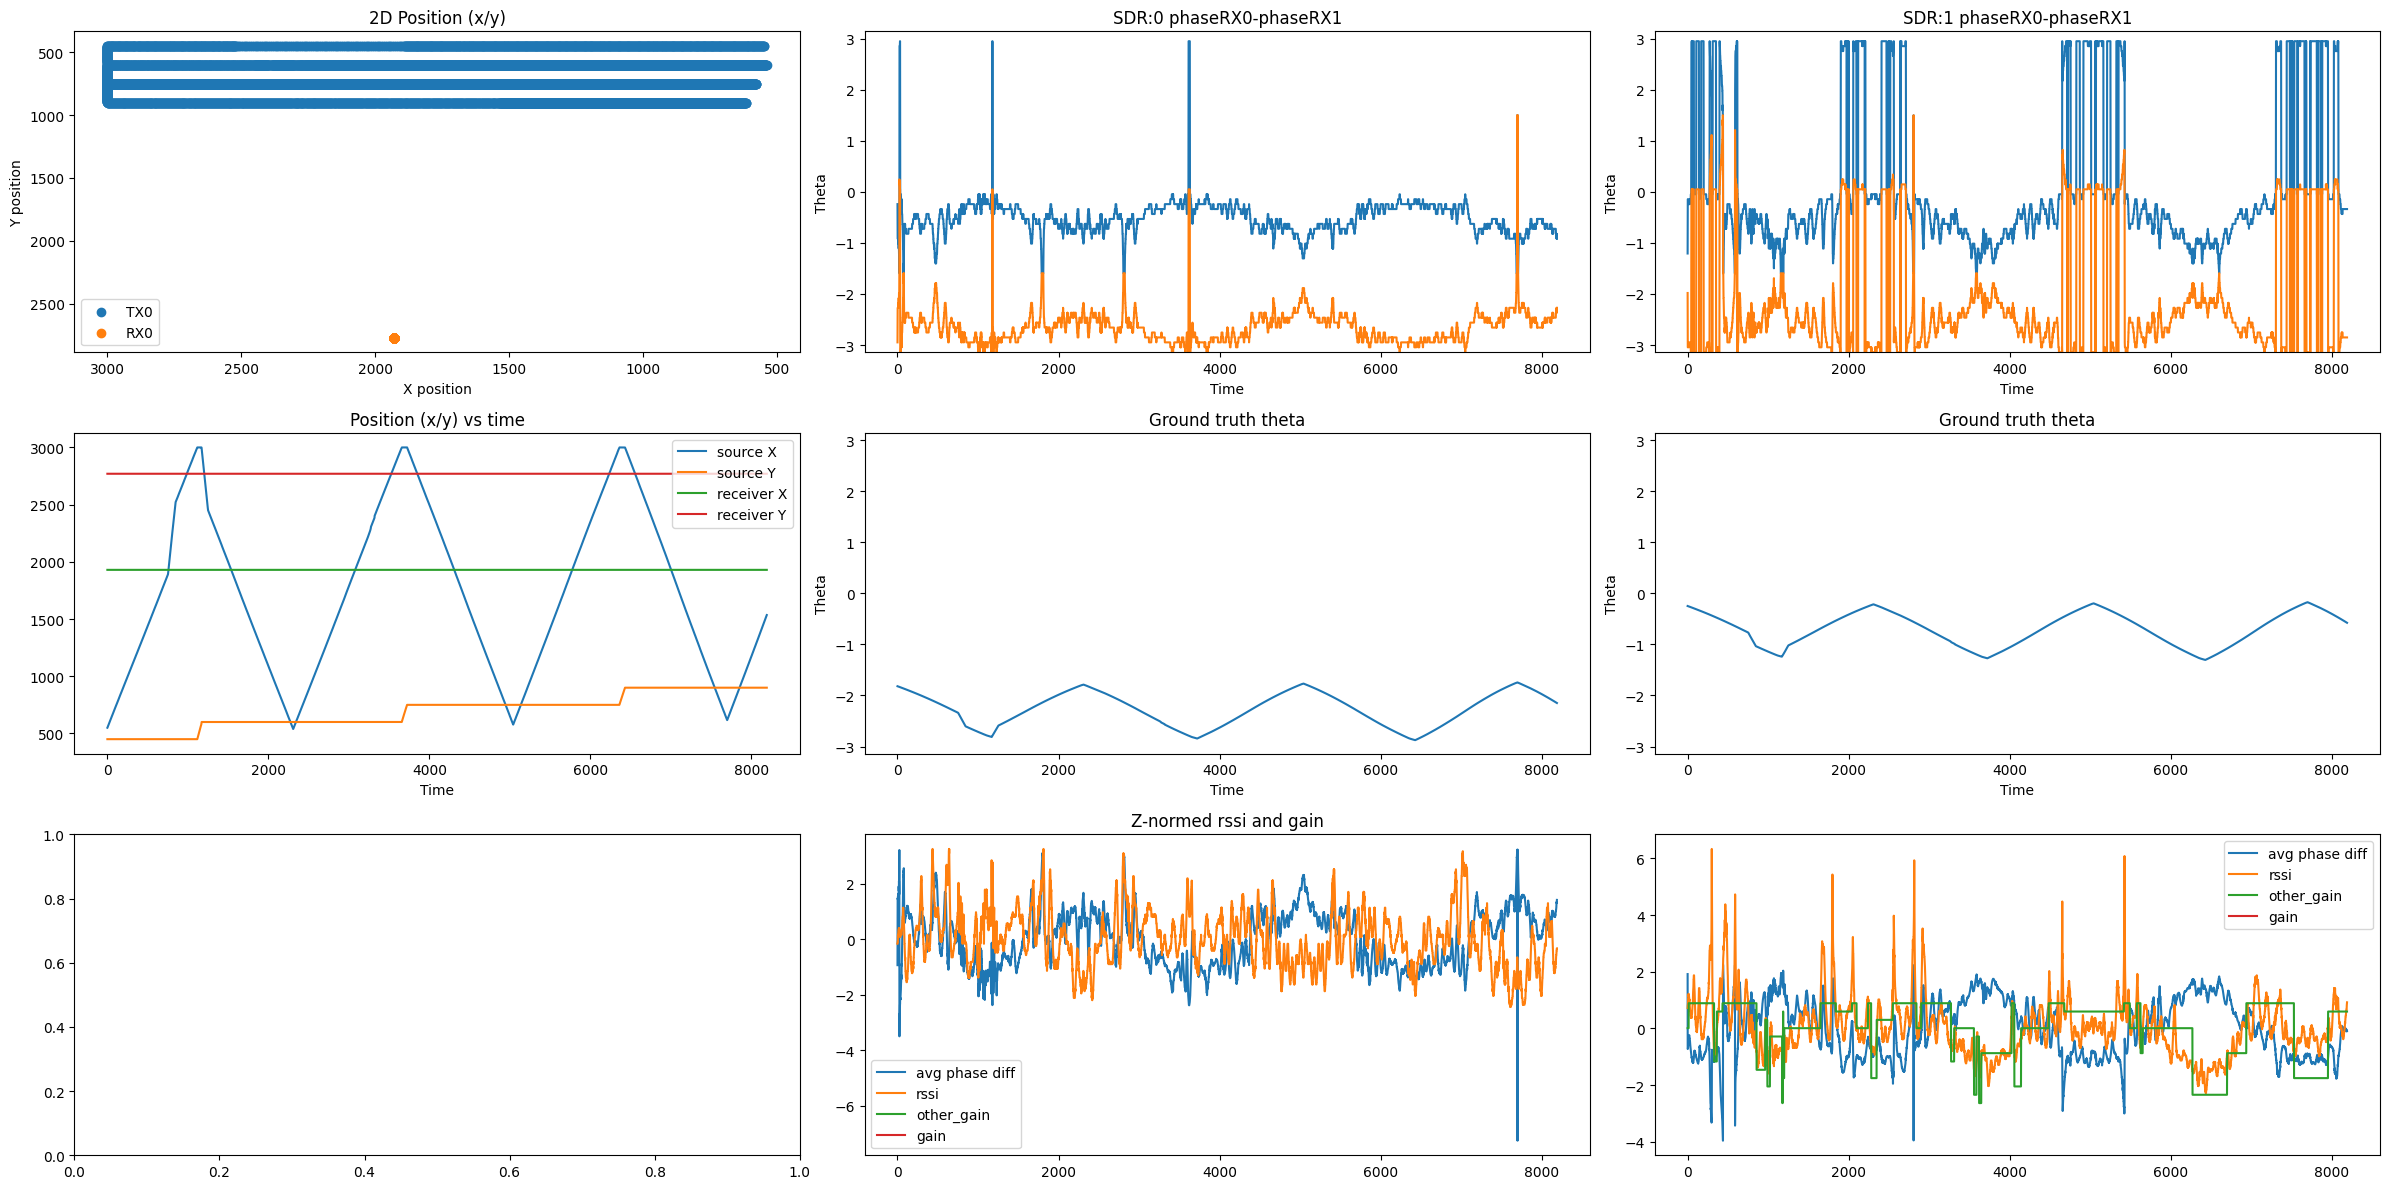 2D Position (x/y)
500
1000
1500
2000
2500
Y position
TX0
RX0
3000 2500 2000 1500 1000 500
X position
SDR:0 phaseRX0-phaseRX1
3
2
1
0
−1
−2
−3
Theta
0 2000 4000 6000 8000
Time
SDR:1 phaseRX0-phaseRX1
3
2
1
0
−1
−2
−3
Theta
0 2000 4000 6000 8000
Time
Position (x/y) vs time
3000
2500
2000
1500
1000
500
source X
source Y
receiver X
receiver Y
0 2000 4000 6000 8000
Time
Ground truth theta
3
2
1
0
−1
−2
−3
Theta
0 2000 4000 6000 8000
Time
Ground truth theta
3
2
1
0
−1
−2
−3
Theta
0 2000 4000 6000 8000
Time
1.0
0.8
0.6
0.4
0.2
0.0
0.0 0.2 0.4 0.6 0.8 1.0
Z-normed rssi and gain
2
0
−2
−4
−6
avg phase diff
rssi
other_gain
gain
0 2000 4000 6000 8000
6
4
2
0
−2
−4
avg phase diff
rssi
other_gain
gain
0 2000 4000 6000 8000